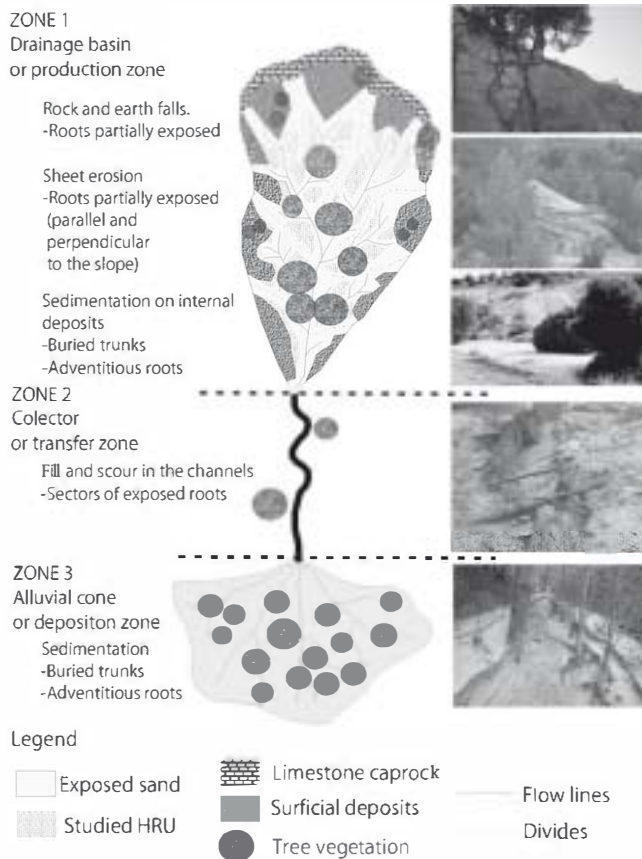 ZONE 1
Drainage basin
or production zone
Rock and earth falls.
-Roots partially exposed
Sheet erosion
-Roots partially exposed
(parallel and
perpendicular
to the slope)
Sedimentation on internal
deposits
-Buried trunks
-Adventitious roots
ZONE 2
Colector
or transfer zone
Fill and scour in the channels
-Sectors of exposed roots
ZONE 3
Alluvial cone
or depositon zone
Sedimentation
-Buried trunks
-Adventitious roots
Legend
Exposed sand
Studied HRU
Limestone caprock
Surficial deposits
Tree vegetation
Flow lines
Divides